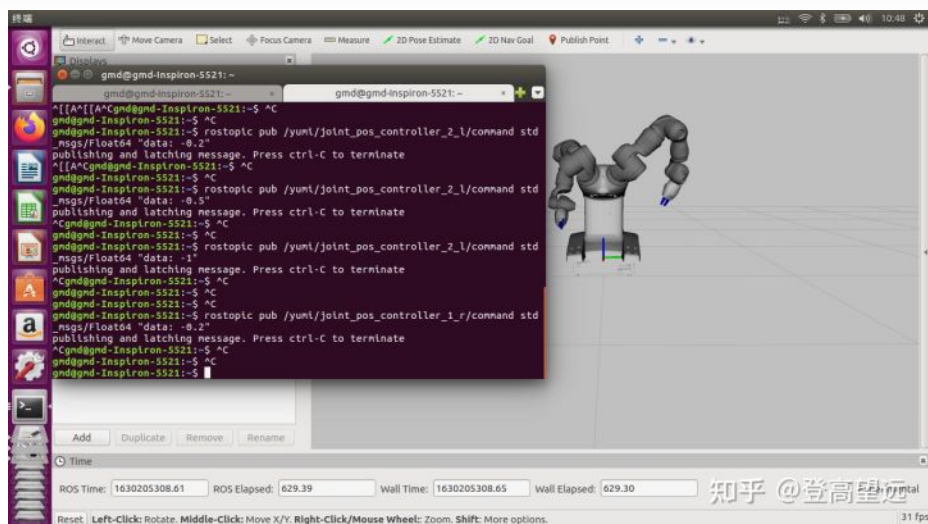 终端
10:48
Interact Move Camera Select Focus Camera Measure 2D Pose Estimate 2D Nav Goal Publish Point
Displays
gmd@gmd-Inspiron-5521: ~
gmd@gmd-Inspiron-5521: ~ gmd@gmd-Inspiron-5521: ~
^[[A^[[A^Cgmd@gmd-Inspiron-5521:~$ ^C
gmd@gmd-Inspiron-5521:~$ ^C
gmd@gmd-Inspiron-5521:~$ rostopic pub /yumi/joint_pos_controller_2_l/command std
_msgs/Float64 "data: -0.2"
publishing and latching message. Press ctrl-C to terminate
^[[A^Cgmd@gmd-Inspiron-5521:~$ ^C
gmd@gmd-Inspiron-5521:~$ ^C
gmd@gmd-Inspiron-5521:~$ rostopic pub /yumi/joint_pos_controller_2_l/command std
_msgs/Float64 "data: -0.5"
publishing and latching message. Press ctrl-C to terminate
^Cgmd@gmd-Inspiron-5521:~$ ^C
gmd@gmd-Inspiron-5521:~$ ^C
gmd@gmd-Inspiron-5521:~$ rostopic pub /yumi/joint_pos_controller_2_l/command std
_msgs/Float64 "data: -1"
publishing and latching message. Press ctrl-C to terminate
^Cgmd@gmd-Inspiron-5521:~$ ^C
gmd@gmd-Inspiron-5521:~$ ^C
gmd@gmd-Inspiron-5521:~$ ^C
gmd@gmd-Inspiron-5521:~$ rostopic pub /yumi/joint_pos_controller_1_r/command std
_msgs/Float64 "data: -0.2"
publishing and latching message. Press ctrl-C to terminate
^Cgmd@gmd-Inspiron-5521:~$ ^C
gmd@gmd-Inspiron-5521:~$ ^C
gmd@gmd-Inspiron-5521:~$
Add Duplicate Remove Rename
Time
ROS Time: 1630205308.61 ROS Elapsed: 629.39 Wall Time: 1630205308.65 Wall Elapsed: 629.30
知乎 @登高望远
Reset Left-Click: Rotate. Middle-Click: Move X/Y. Right-Click/Mouse Wheel: Zoom. Shift: More options.
31 fps